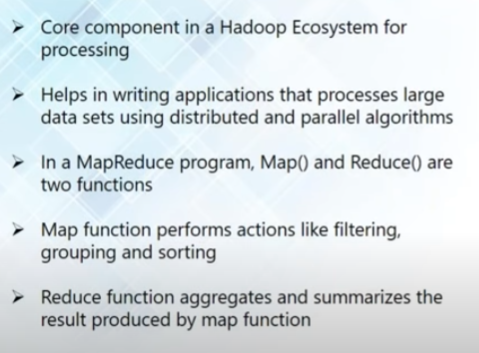 ➤ Core component in a Hadoop Ecosystem for
processing
➤ Helps in writing applications that processes large
data sets using distributed and parallel algorithms
➤ In a MapReduce program, Map() and Reduce() are
two functions
➤ Map function performs actions like filtering,
grouping and sorting
➤ Reduce function aggregates and summarizes the
result produced by map function